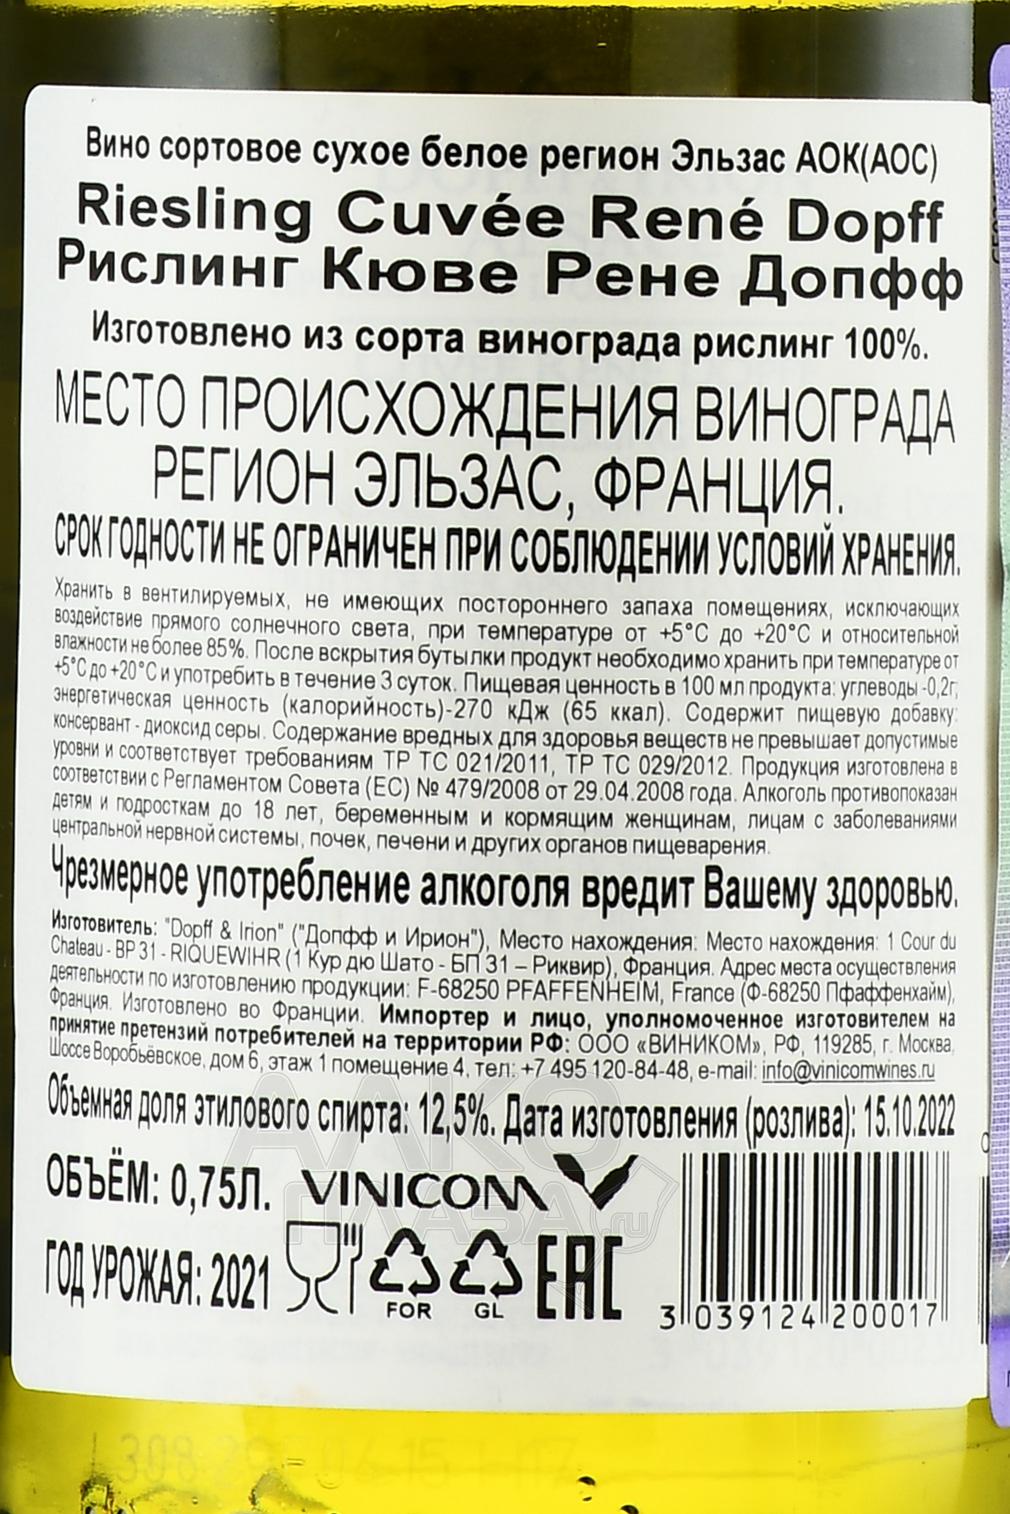 Вино сортовое сухое белое регион Эльзас АОК(АОС)
Riesling Cuvée René Dopff
Рислинг Кюве Рене Допфф
Изготовлено из сорта винограда рислинг 100%.
МЕСТО ПРОИСХОЖДЕНИЯ ВИНОГРАДА
РЕГИОН ЭЛЬЗАС, ФРАНЦИЯ.
СРОК ГОДНОСТИ НЕ ОГРАНИЧЕН ПРИ СОБЛЮДЕНИИ УСЛОВИЙ ХРАНЕНИЯ.
Хранить в вентилируемых, не имеющих постороннего запаха помещениях, исключающих
воздействие прямого солнечного света, при температуре от +5°С до +20°С и относительной
влажности не более 85%. После вскрытия бутылки продукт необходимо хранить при температуре от
+5°С до +20°С и употребить в течение 3 суток. Пищевая ценность в 100 мл продукта: углеводы -0,2г;
энергетическая ценность (калорийность)-270 кДж (65 ккал). Содержит пищевую добавку:
консервант - диоксид серы. Содержание вредных для здоровья веществ не превышает допустимые
уровни и соответствует требованиям ТР ТС 021/2011, ТР ТС 029/2012. Продукция изготовлена в
соответствии с Регламентом Совета (ЕС) № 479/2008 от 29.04.2008 года. Алкоголь противопоказан
детям и подросткам до 18 лет, беременным и кормящим женщинам, лицам с заболеваниями
центральной нервной системы, почек, печени и других органов пищеварения.
Чрезмерное употребление алкоголя вредит Вашему здоровью.
Изготовитель: "Dopff & Irion" ("Допфф и Ирион"), Место нахождения: Место нахождения: 1 Cour du
Chateau - BP 31 - RIQUEWIHR (1 Кур дю Шато - БП 31 – Риквир), Франция. Адрес места осуществления
деятельности по изготовлению продукции: F-68250 PFAFFENHEIM, France (Ф-68250 Пфаффенхайм),
Франция. Изготовлено во Франции. Импортер и лицо, уполномоченное изготовителем на
принятие претензий потребителей на территории РФ: ООО «ВИНИКОМ», РФ, 119285, г. Москва,
Шоссе Воробьёвское, дом 6, этаж 1 помещение 4, тел: +7 495 120-84-48, e-mail: info@vinicomwines.ru
Объемная доля этилового спирта: 12,5%. Дата изготовления (розлива): 15.10.2022
ОБЪЁМ: 0,75Л. VINICOM
ГОД УРОЖАЯ: 2021
FOR GL EAC
3 039124 200017
АЛКО
ПЛАЗА.ru